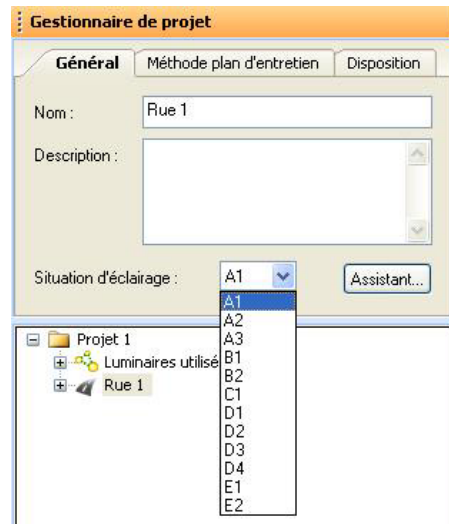 Gestionnaire de projet
Général Méthode plan d'entretien Disposition
Nom : Rue 1
Description :
Situation d'éclairage : A1 Assistant...
A1
A2
A3
B1
B2
C1
D1
D2
D3
D4
E1
E2
Projet 1
Luminaires utilisé
Rue 1